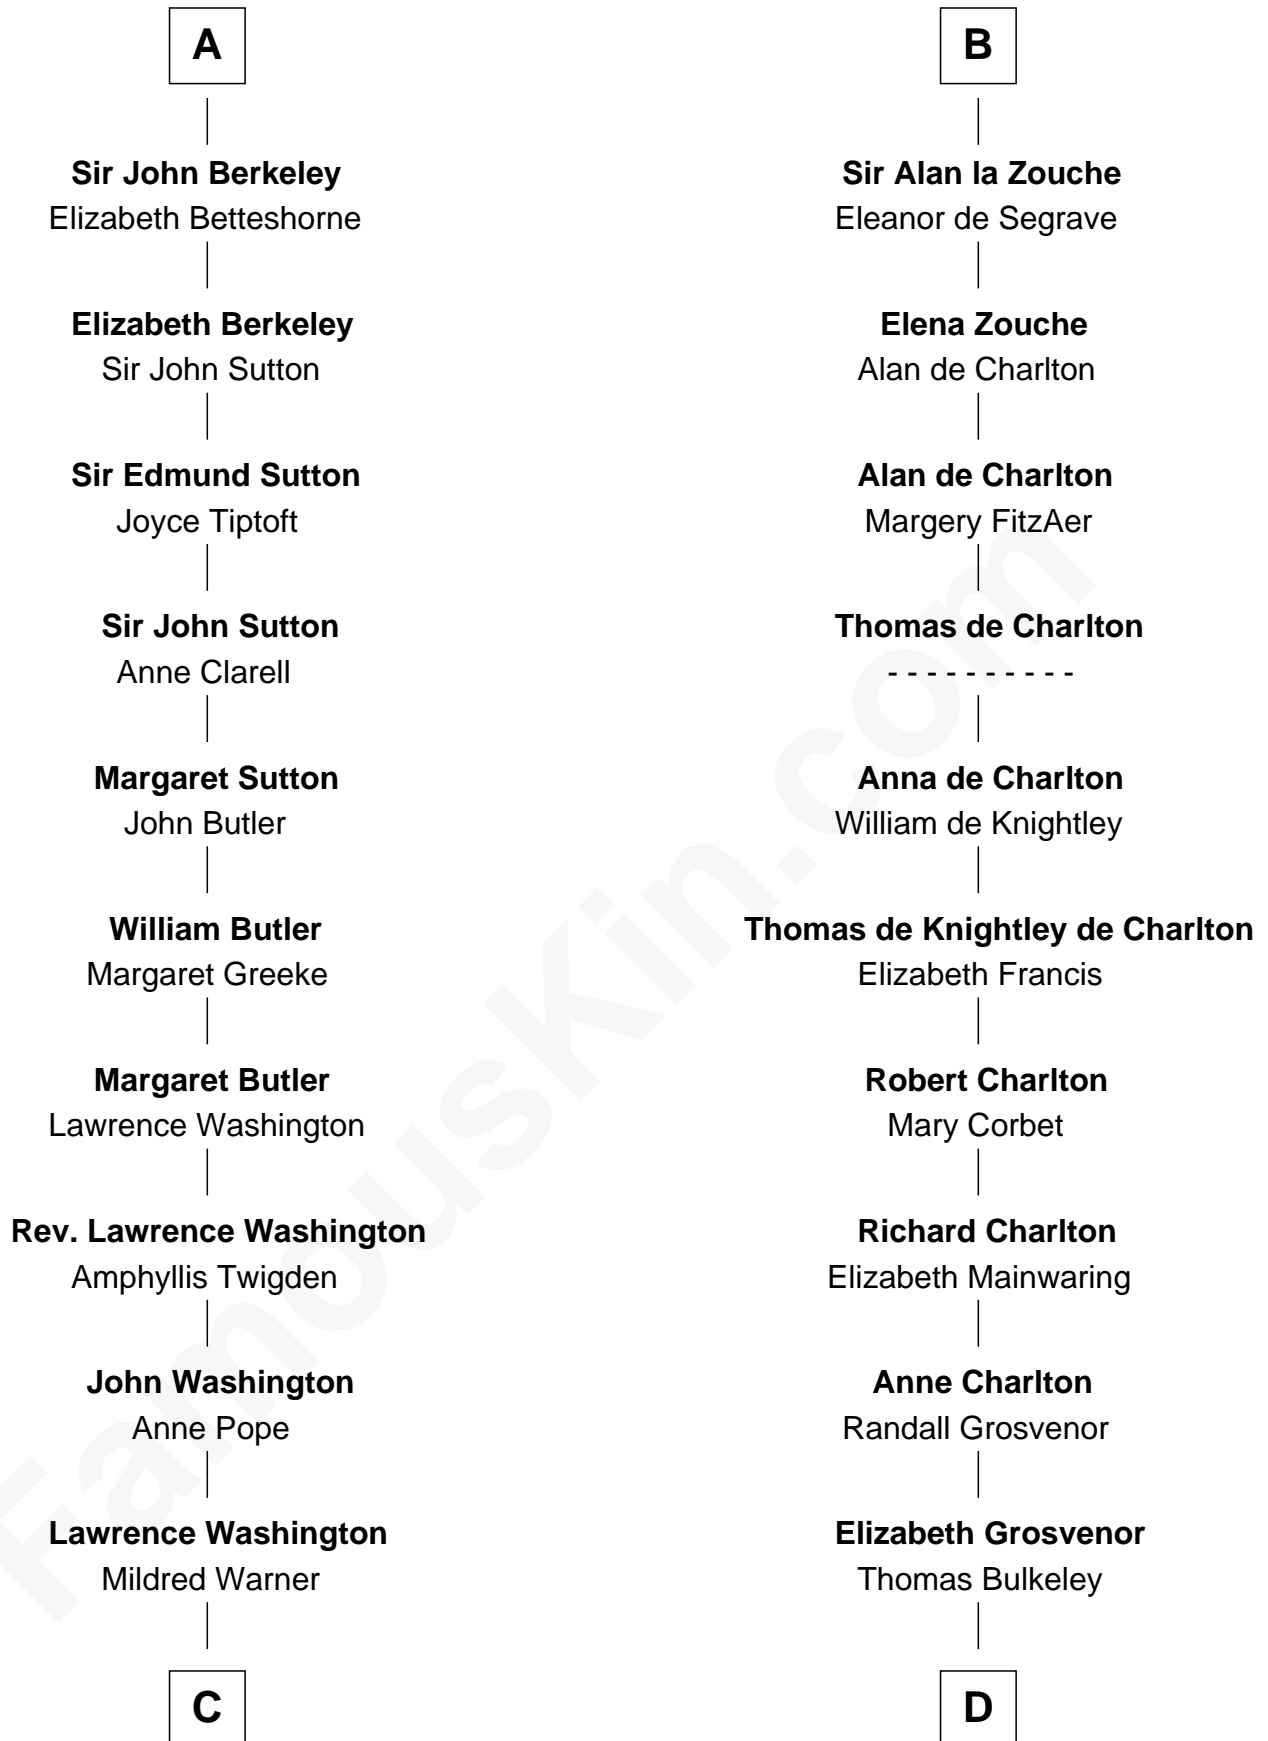 A
Sir John Berkeley
Elizabeth Betteshorne
Elizabeth Berkeley
Sir John Sutton
Sir Edmund Sutton
Joyce Tiptoft
Sir John Sutton
Anne Clarell
Margaret Sutton
John Butler
William Butler
Margaret Greeke
Margaret Butler
Lawrence Washington
Rev. Lawrence Washington
Amphyllis Twigden
John Washington
Anne Pope
Lawrence Washington
Mildred Warner
C
B
Sir Alan la Zouche
Eleanor de Segrave
Elena Zouche
Alan de Charlton
Alan de Charlton
Margery FitzAer
Thomas de Charlton
- - - - - - - - - -
Anna de Charlton
William de Knightley
Thomas de Knightley de Charlton
Elizabeth Francis
Robert Charlton
Mary Corbet
Richard Charlton
Elizabeth Mainwaring
Anne Charlton
Randall Grosvenor
Elizabeth Grosvenor
Thomas Bulkeley
D
FamousKin.com